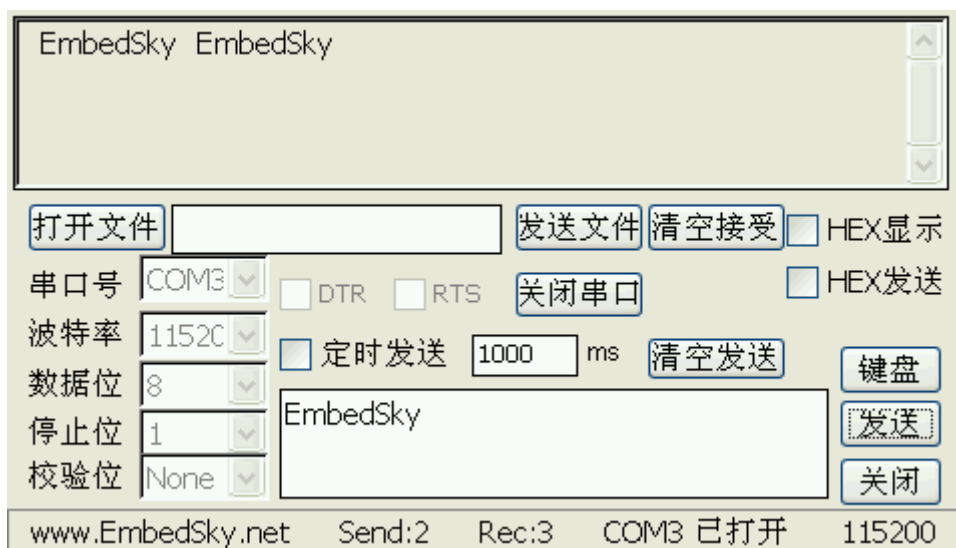 EmbedSky EmbedSky
打开文件 发送文件 清空接受 HEX显示
串口号 COM3 DTR RTS 关闭串口 HEX发送
波特率 11520 定时发送 1000 ms 清空发送
数据位 8 键盘
停止位 1 EmbedSky 发送
校验位 None 关闭
www.EmbedSky.net Send:2 Rec:3 COM3 已打开 115200